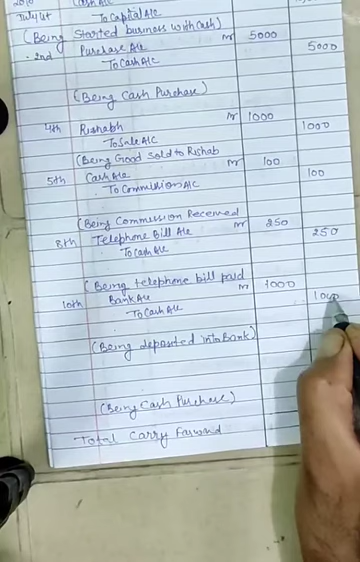 2010 Cash A/c
July 1st To Capital A/c
(Being Started business with Cash)
2nd Purchase A/c Dr 5000
To Cash A/c 5000
(Being Cash Purchase)
4th Rishabh Dr 1000
To Sale A/C 1000
(Being Good Sold to Rishab
5th Cash A/c Dr 100
To Commission A/C 100
(Being Commission Received
8th Telephone Bill A/c Dr 250
To Cash A/c 250
(Being telephone bill paid
10th Bank A/c Dr 1000
To Cash A/c 1000
(Being deposited into Bank)
(Being Cash Purchase)
Total Carry Forward